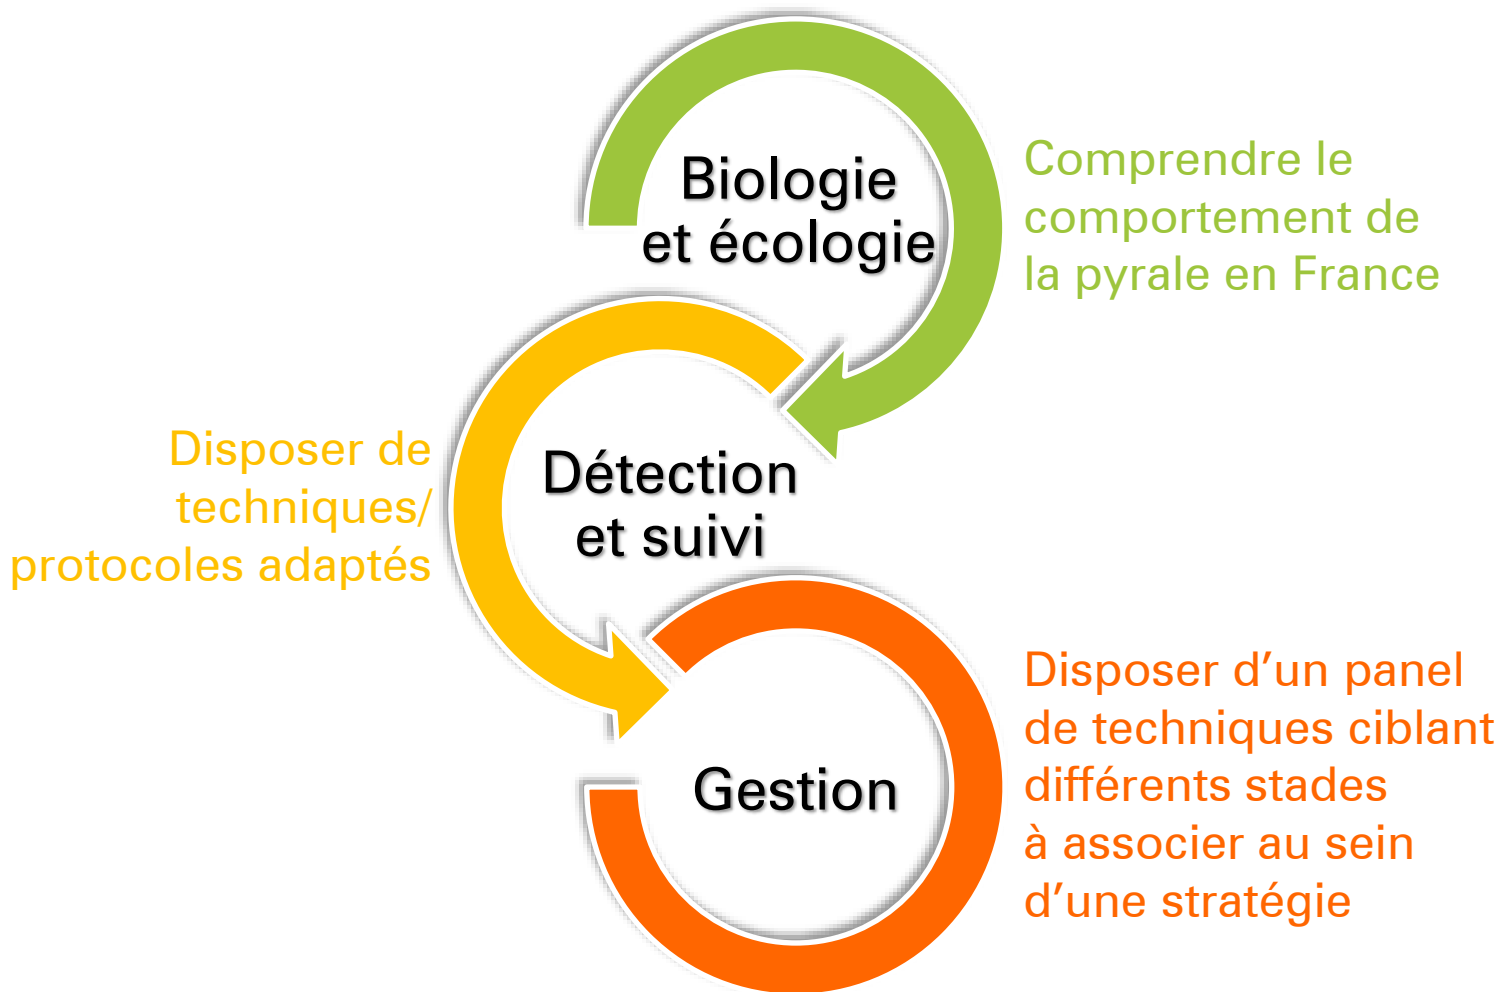 Biologie
et écologie
Comprendre le
comportement de
la pyrale en France
Disposer de
techniques/
protocoles adaptés
Détection
et suivi
Gestion
Disposer d’un panel
de techniques ciblant
différents stades
à associer au sein
d’une stratégie